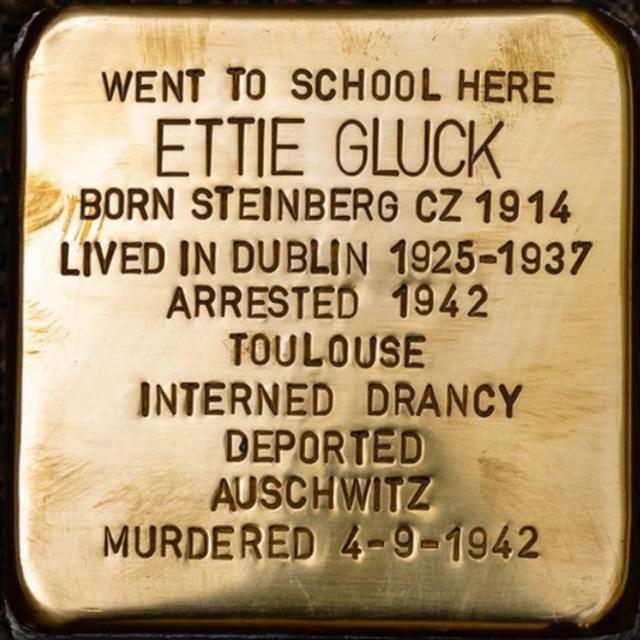 WENT TO SCHOOL HERE
ETTIE GLUCK
BORN STEINBERG CZ 1914
LIVED IN DUBLIN 1925-1937
ARRESTED 1942
TOULOUSE
INTERNED DRANCY
DEPORTED
AUSCHWITZ
MURDERED 4-9-1942